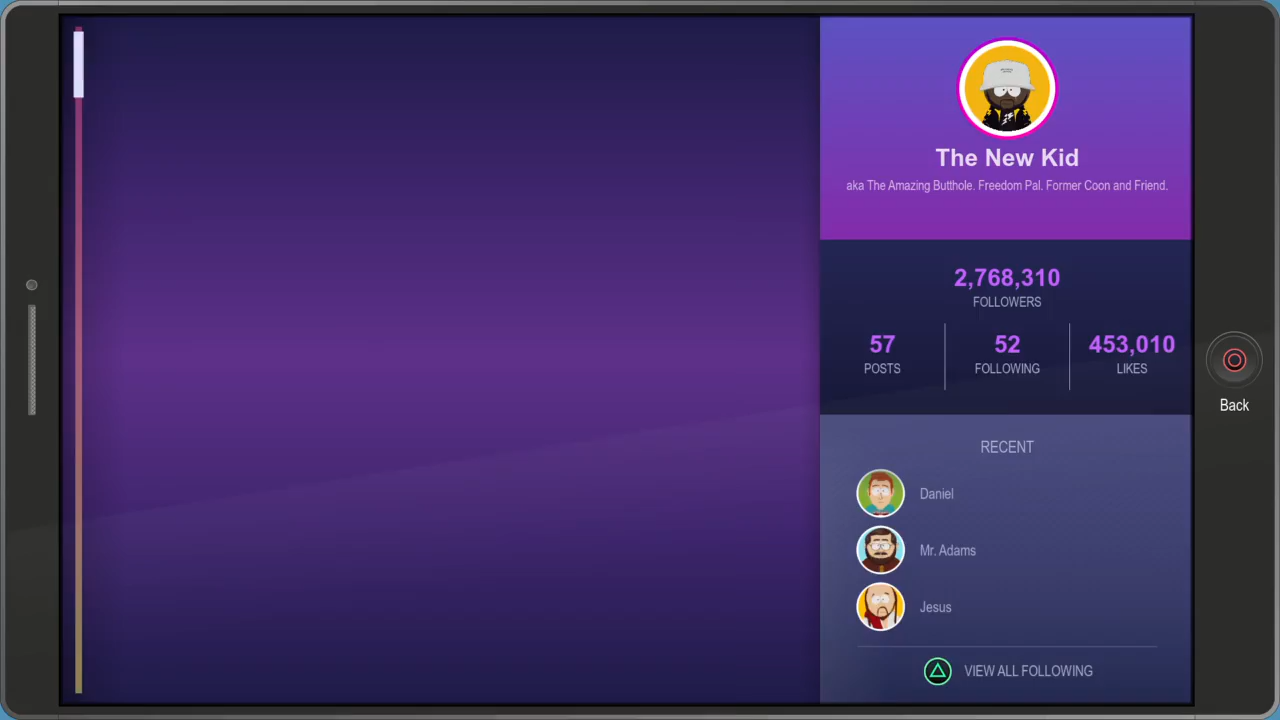 The New Kid
aka The Amazing Butthole. Freedom Pal. Former Coon and Friend.
2,768,310
FOLLOWERS
57
POSTS
52
FOLLOWING
453,010
LIKES
Back
RECENT
Daniel
Mr. Adams
Jesus
VIEW ALL FOLLOWING